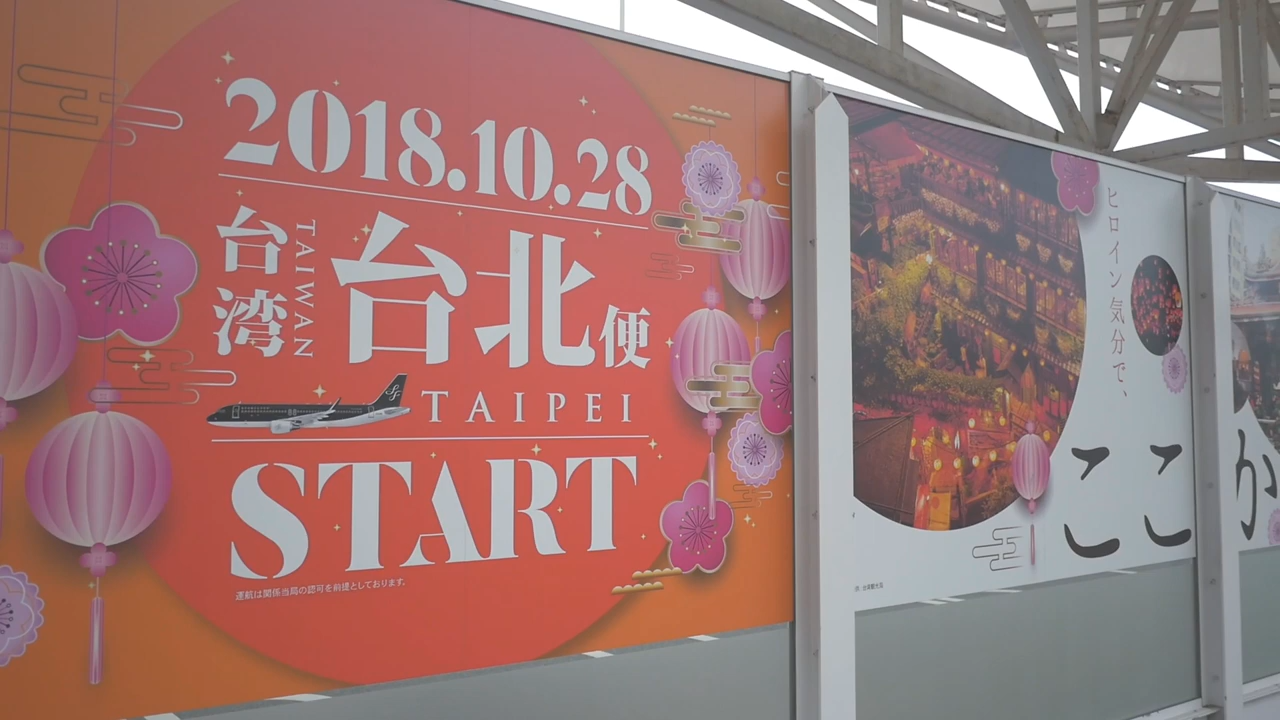 2018.10.28
台湾
TAIWAN
台北便
TAIPEI
START
運航は関係当局の認可を前提としております。
SF
ヒロイン気分で、
ここ
か